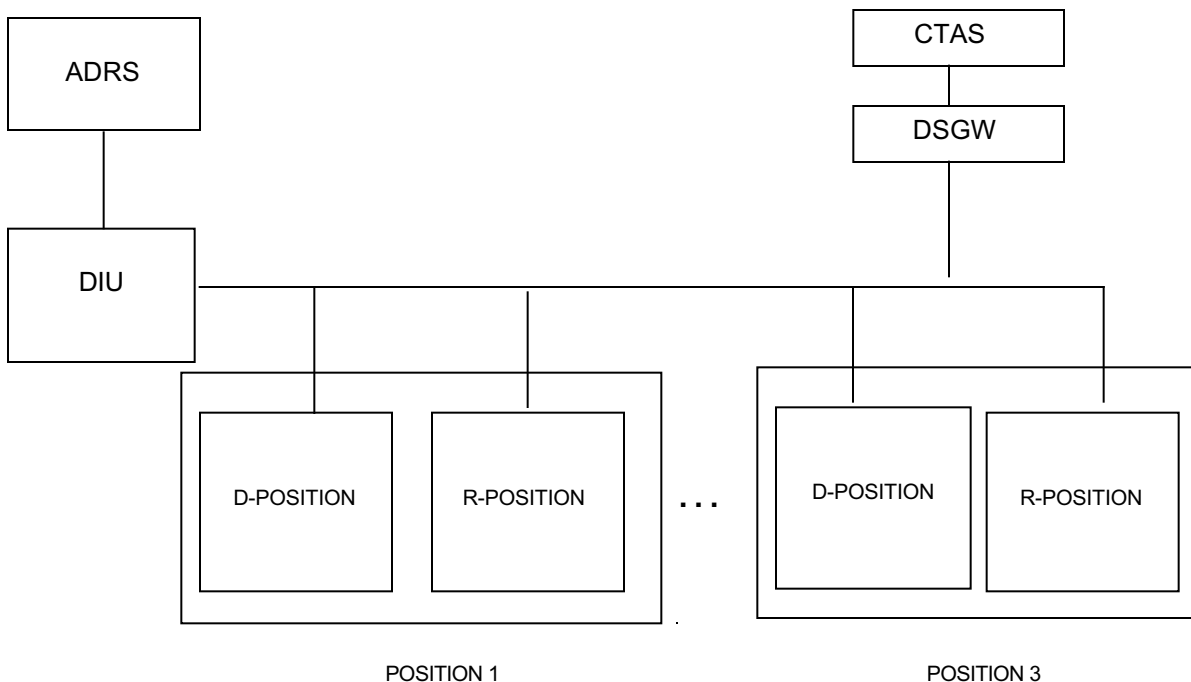 CTAS
ADRS
DSGW
DIU
D-POSITION
R-POSITION
. . .
D-POSITION
R-POSITION
POSITION 1
POSITION 3